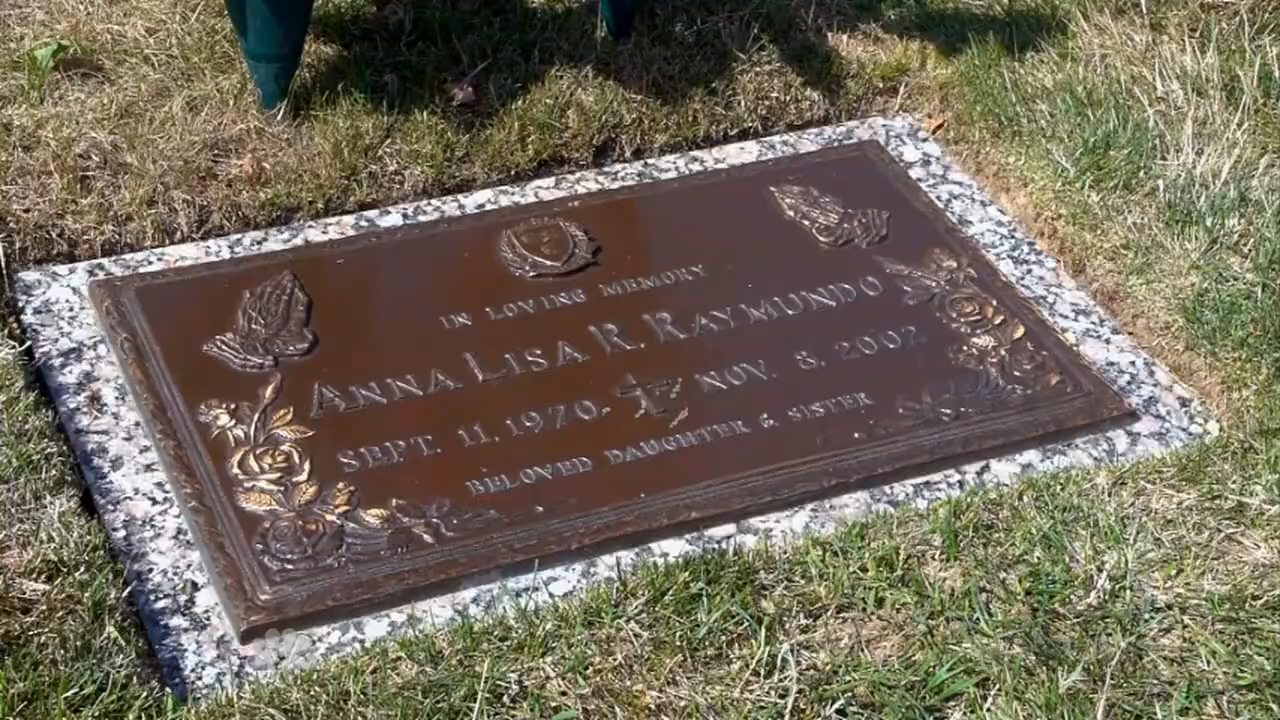 IN LOVING MEMORY
ANNA LISA R. RAYMUNDO
SEPT. 11, 1970 - NOV. 8, 2002
BELOVED DAUGHTER & SISTER